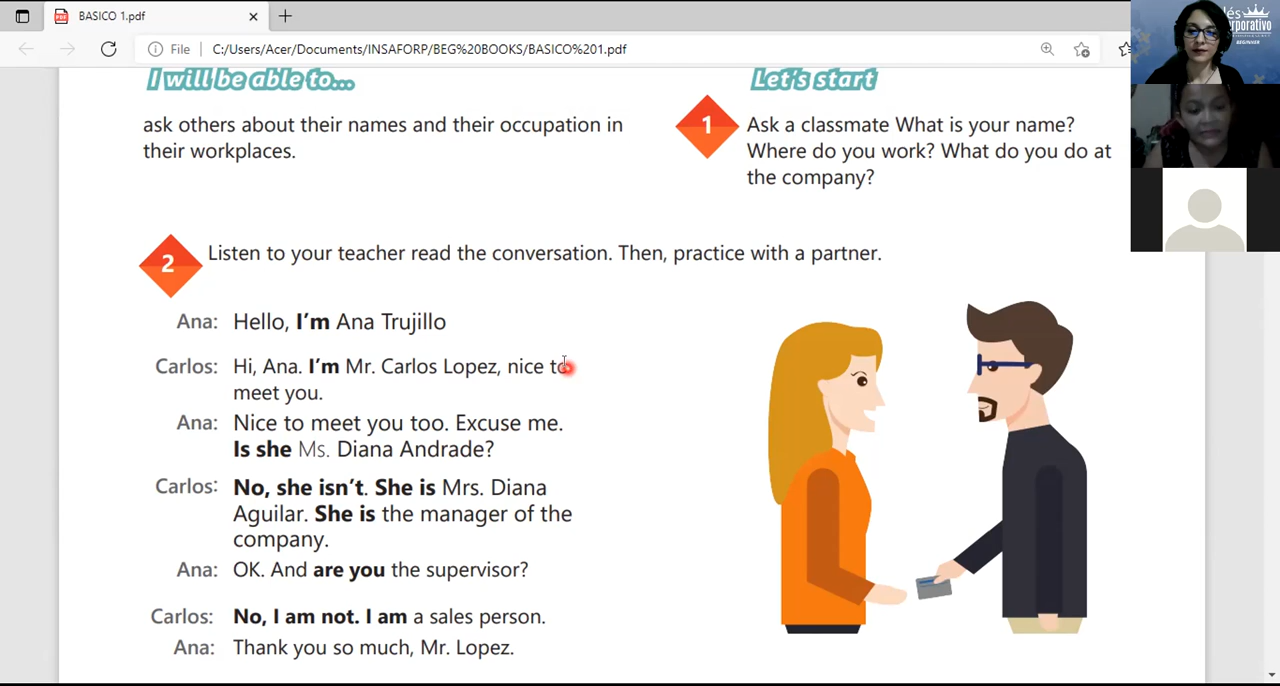 BASICO 1.pdf
PDF
File C:/Users/Acer/Documents/INSAFORP/BEG%20BOOKS/BASICO%201.pdf
I will be able to...
ask others about their names and their occupation in
their workplaces.
Let's start
1
Ask a classmate What is your name?
Where do you work? What do you do at
the company?
2
Listen to your teacher read the conversation. Then, practice with a partner.
Ana: Hello, I'm Ana Trujillo
Carlos: Hi, Ana. I'm Mr. Carlos Lopez, nice to
meet you.
Ana: Nice to meet you too. Excuse me.
Is she Ms. Diana Andrade?
Carlos: No, she isn't. She is Mrs. Diana
Aguilar. She is the manager of the
company.
Ana: OK. And are you the supervisor?
Carlos: No, I am not. I am a sales person.
Ana: Thank you so much, Mr. Lopez.
BEGINNER